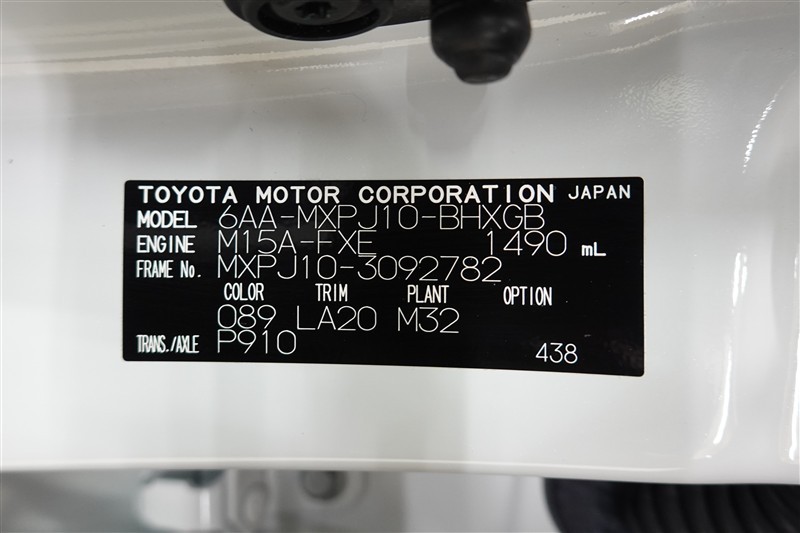 TOYOTA MOTOR CORPORATION JAPAN
MODEL 6AA-MXPJ10-BHXGB
ENGINE M15A-FXE 1490 mL
FRAME No. MXPJ10-3092782
COLOR TRIM PLANT OPTION
089 LA20 M32
TRANS./AXLE P910 438